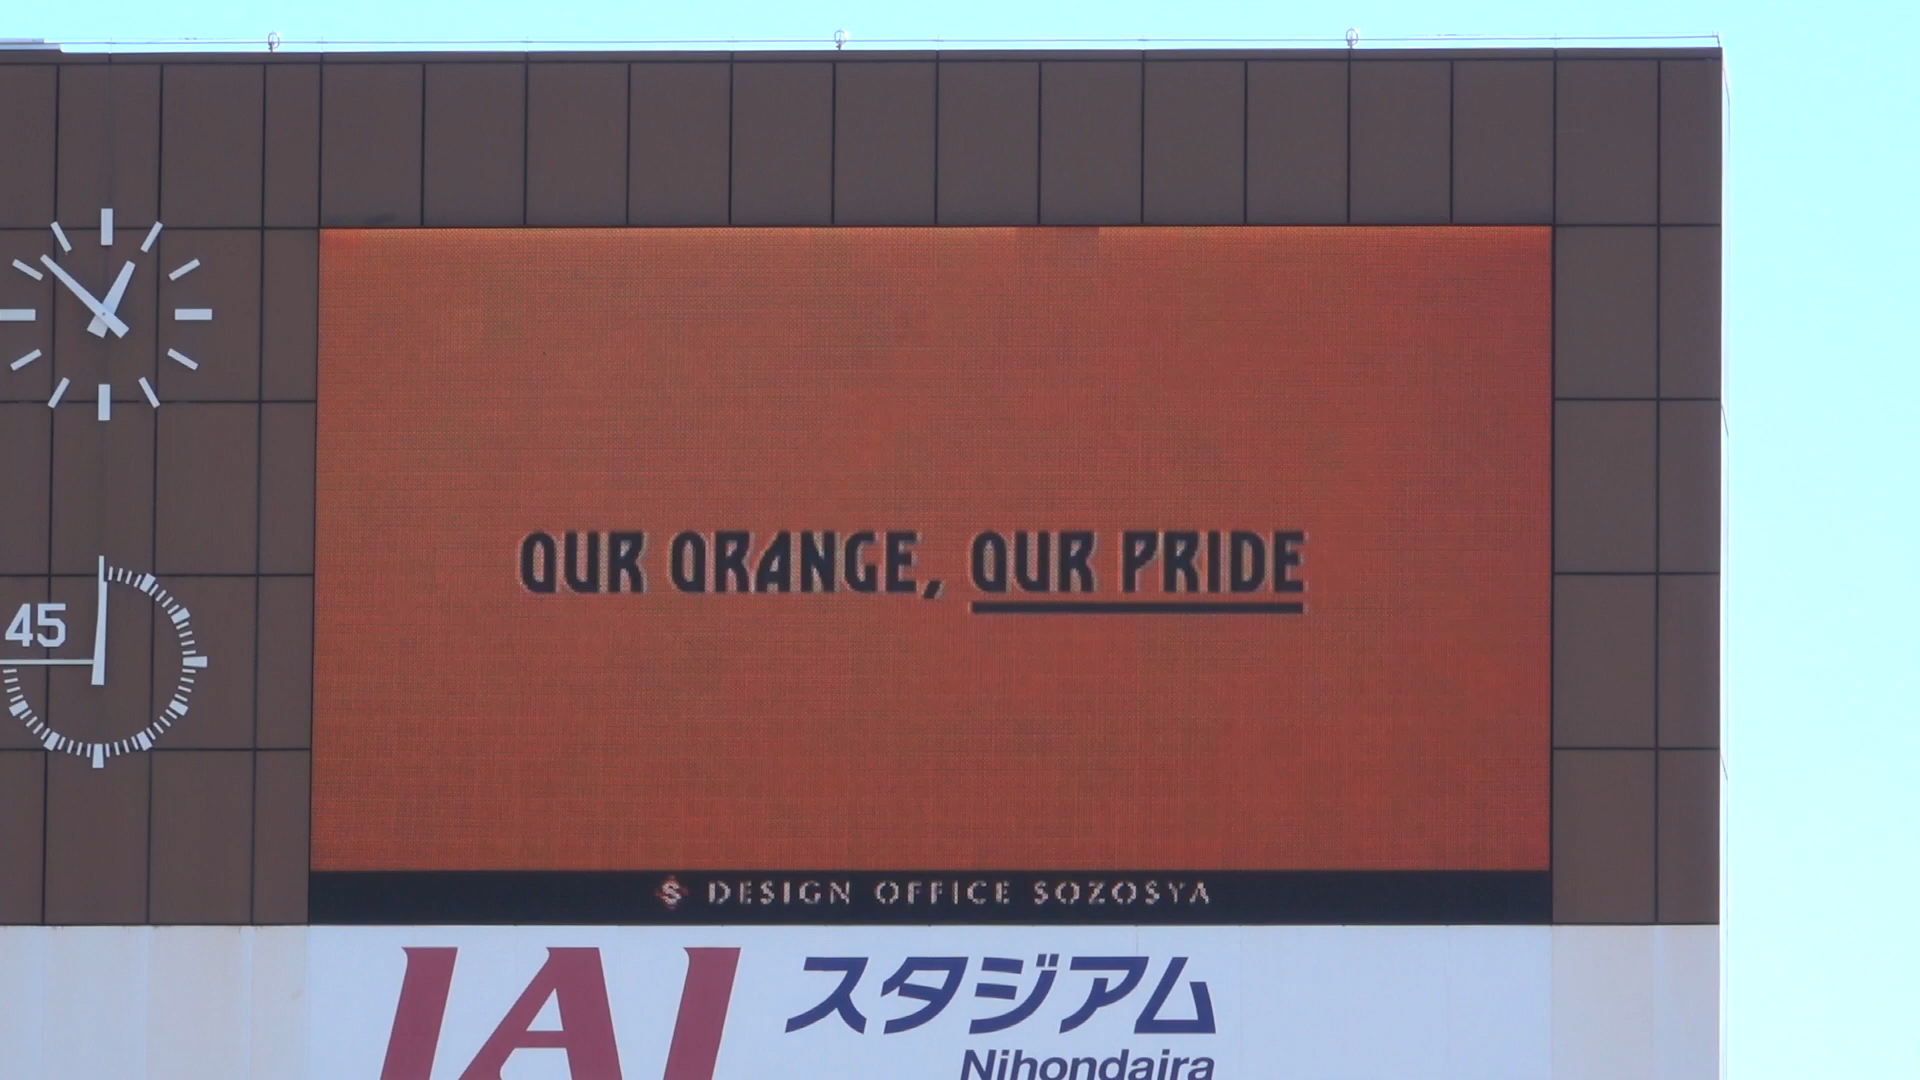 45
OUR ORANGE, OUR PRIDE
S DESIGN OFFICE SOZOSYA
IAI スタジアム
Nihondaira